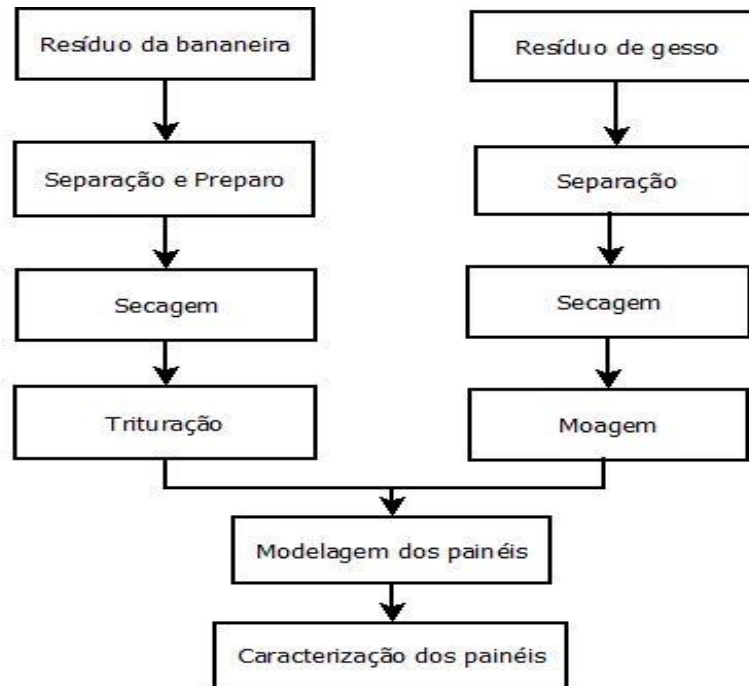 Resíduo da bananeira
Resíduo de gesso
Separação e Preparo
Separação
Secagem
Secagem
Trituração
Moagem
Modelagem dos painéis
Caracterização dos painéis